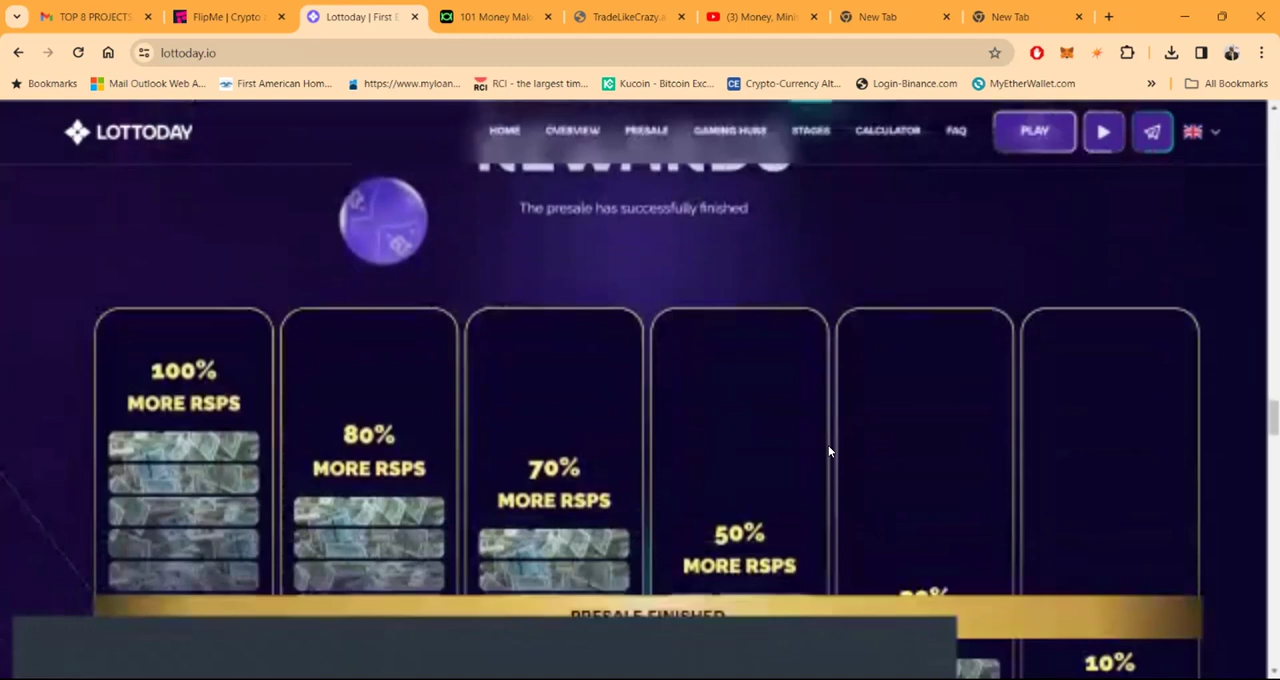 TOP 8 PROJECTS
FlipMe | Crypto
Lottoday | First E
101 Money Mak
TradeLikeCrazy.a
(3) Money, Mini
New Tab
New Tab
lottoday.io
Bookmarks
Mail Outlook Web A...
First American Hom...
https://www.myloan...
RCI - the largest tim...
Kucoin - Bitcoin Exc...
Crypto-Currency Alt...
Login-Binance.com
MyEtherWallet.com
»
All Bookmarks
LOTTODAY
HOME
OVERVIEW
PRESALE
GAMING HUBS
STAGES
CALCULATOR
FAQ
PLAY
The presale has successfully finished
100%
MORE RSPS
80%
MORE RSPS
70%
MORE RSPS
50%
MORE RSPS
PRESALE FINISHED
10%